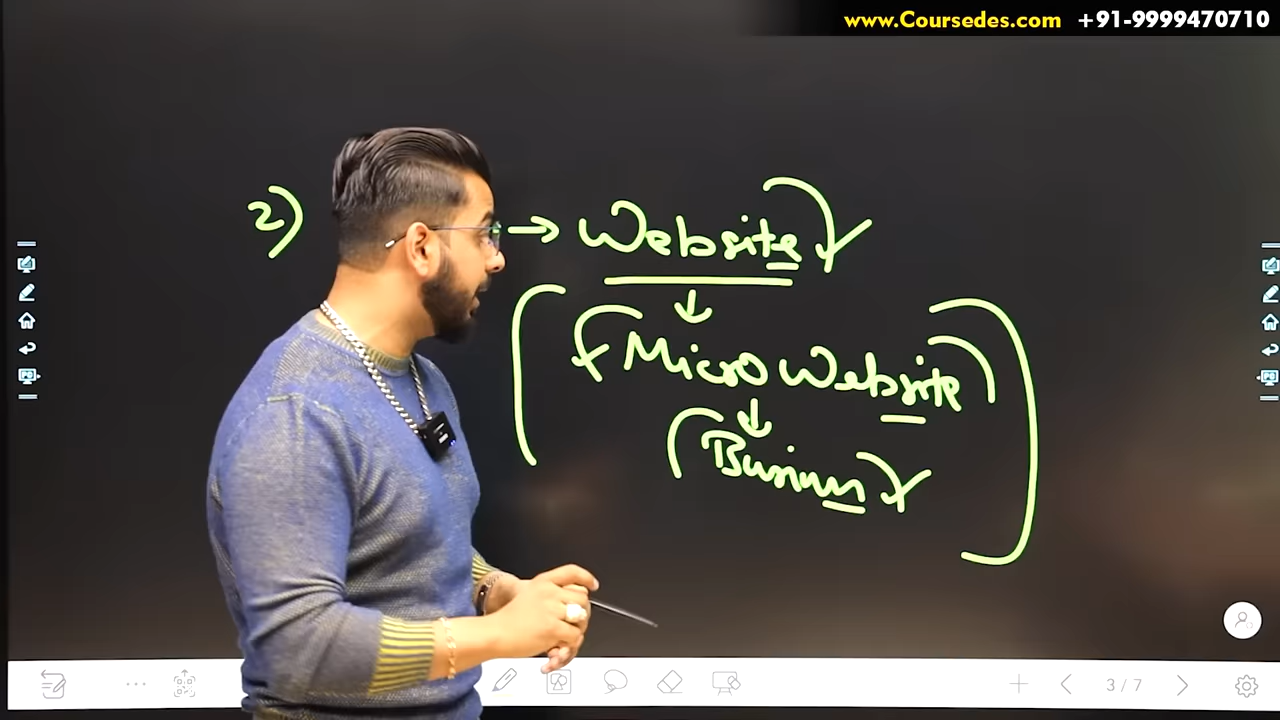 www.Coursedes.com +91-9999470710
2) → Website
↓
Micro Website
↓
Business
3 / 7